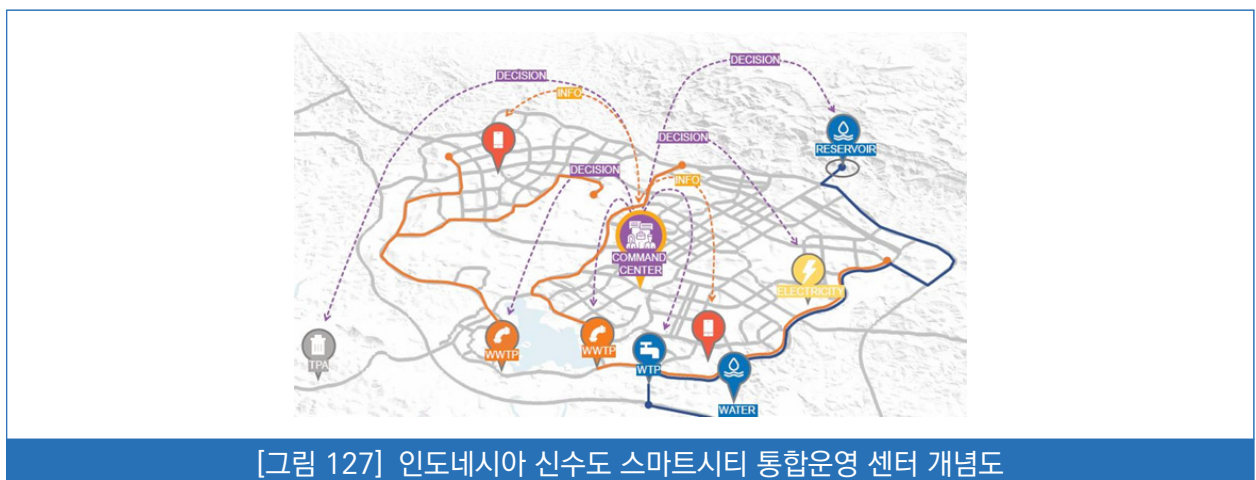 DECISION
DECISION
INFO
DECISION
RESERVOIR
DECISION
INFO
COMMAND
CENTER
ELECTRICITY
TPA
WWTP
WWTP
WTP
WATER
[그림 127] 인도네시아 신수도 스마트시티 통합운영 센터 개념도